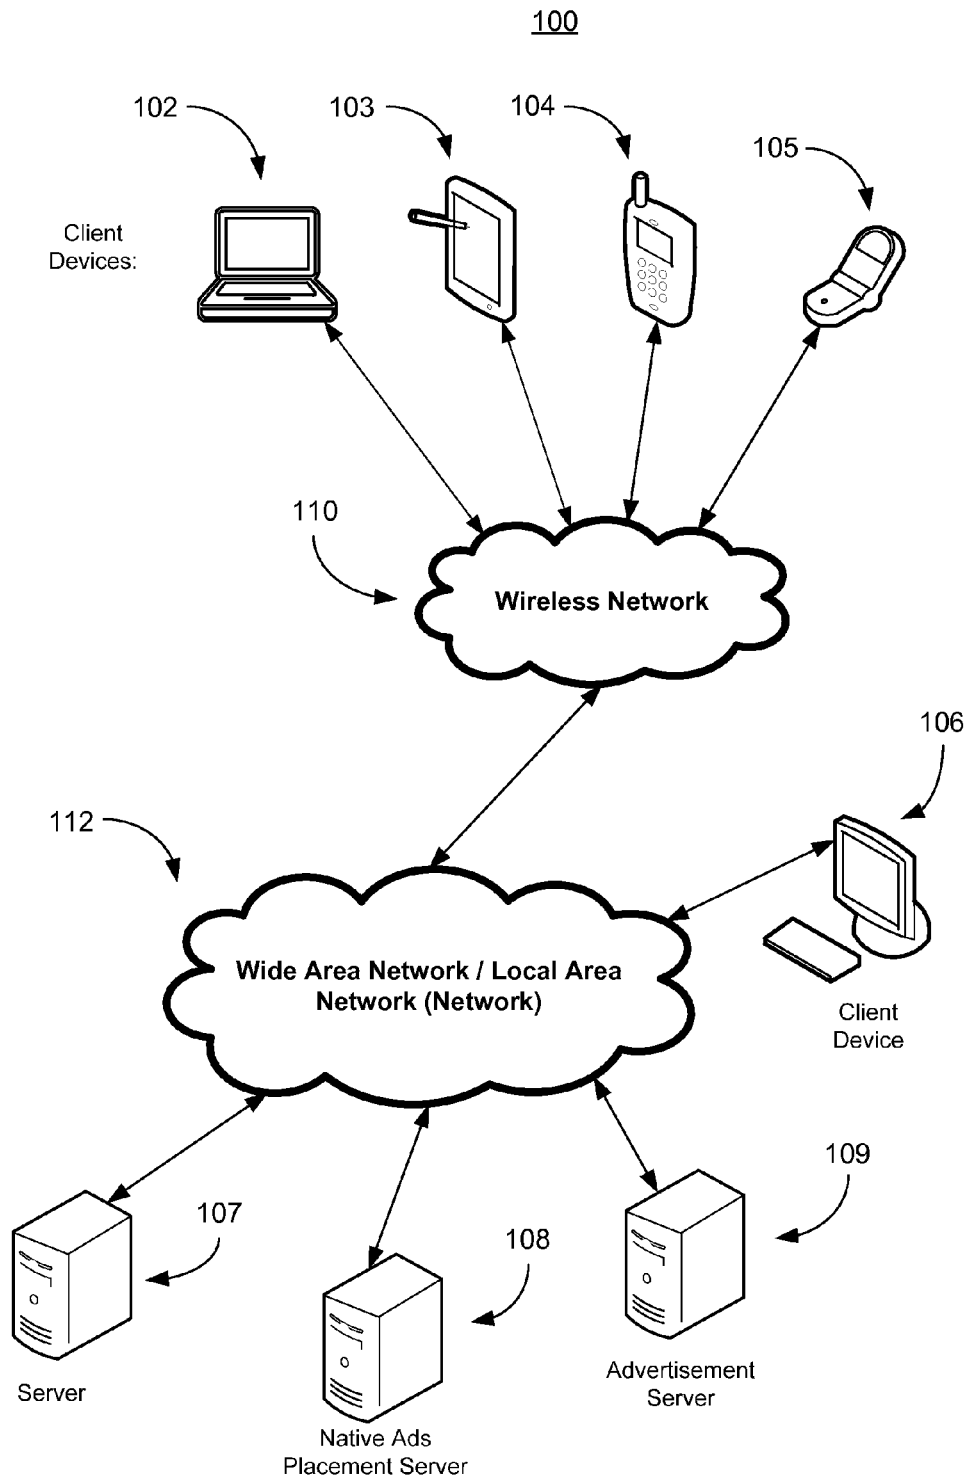 100
102
103
104
105
Client
Devices:
110
Wireless Network
106
112
Wide Area Network / Local Area
Network (Network)
Client
Device
107
108
109
Server
Native Ads
Placement Server
Advertisement
Server